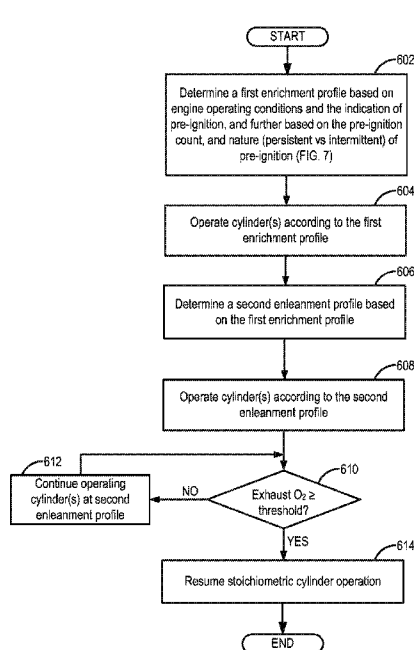 START
602
Determine a first enrichment profile based on
engine operating conditions and the indication of
pre-ignition, and further based on the pre-ignition
count, and nature (persistent vs intermittent) of
pre-ignition (FIG. 7)
604
Operate cylinder(s) according to the first
enrichment profile
606
Determine a second enleanment profile based
on the first enrichment profile
608
Operate cylinder(s) according to the second
enleanment profile
612
Continue operating
cylinder(s) at second
enleanment profile
NO
610
Exhaust O₂ ≥
threshold?
YES
614
Resume stoichiometric cylinder operation
END